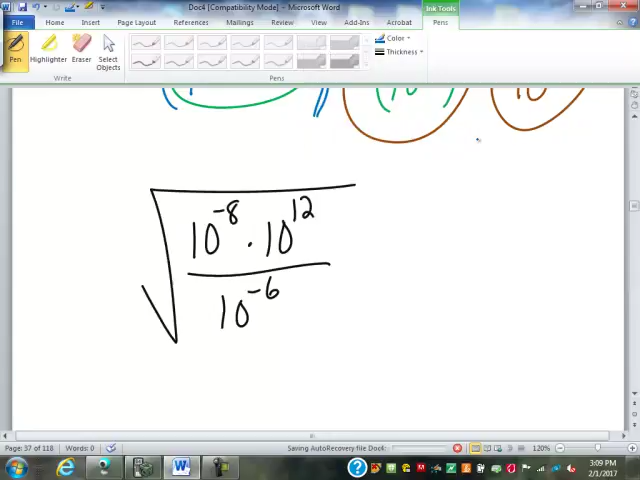 Doc4 [Compatibility Mode] - Microsoft Word
Ink Tools
File Home Insert Page Layout References Mailings Review View Add-Ins Acrobat Pens
Pen Highlighter Eraser Select Objects
Color
Thickness
Write Pens
10 10
√(10⁻⁸ · 10¹² / 10⁻⁶)
Page: 37 of 118 Words: 0 Saving AutoRecovery file Doc4: 120%
3:09 PM
2/1/2017